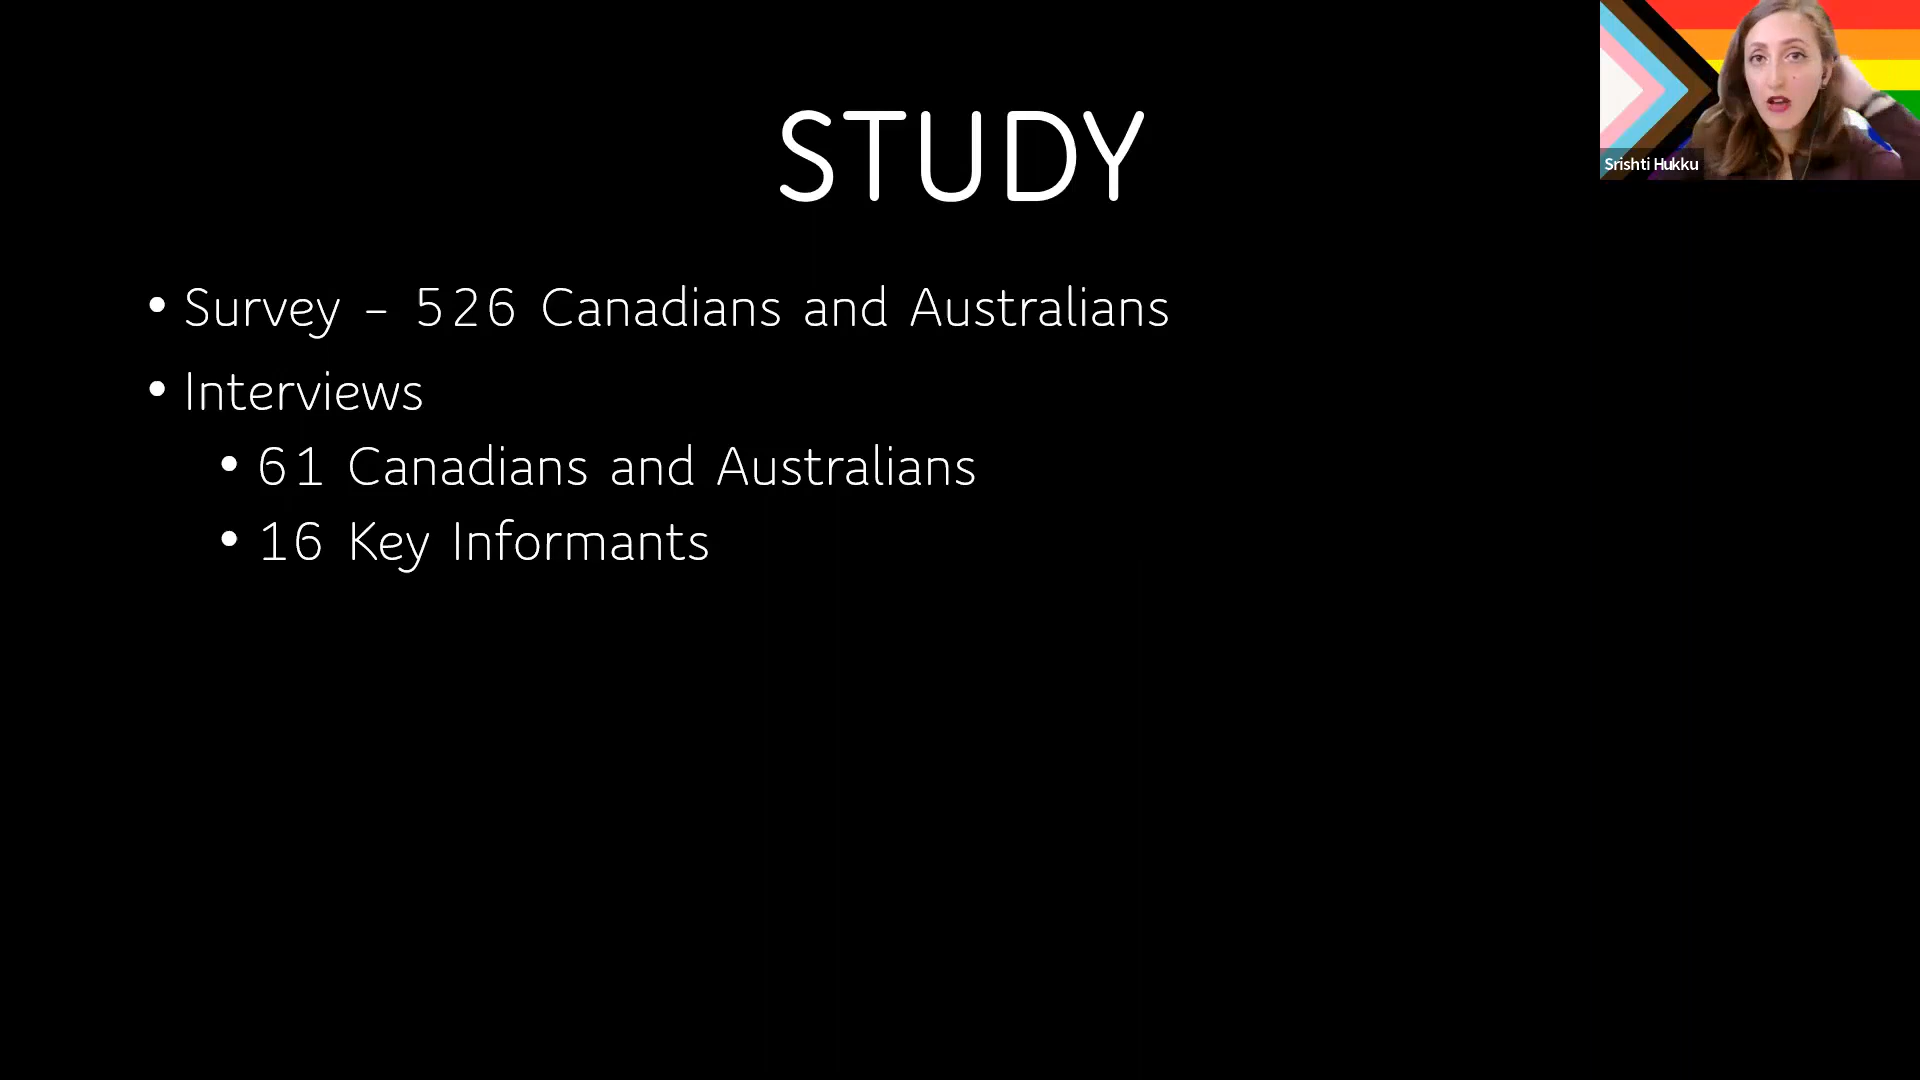 STUDY
Srishti Hukku
• Survey – 526 Canadians and Australians
• Interviews
• 61 Canadians and Australians
• 16 Key Informants